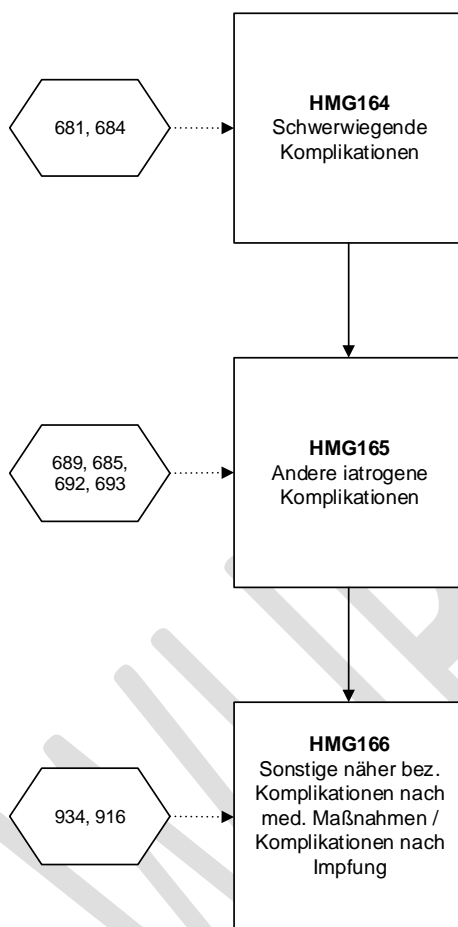 681, 684
HMG164
Schwerwiegende
Komplikationen
689, 685,
692, 693
HMG165
Andere iatrogene
Komplikationen
934, 916
HMG166
Sonstige näher bez.
Komplikationen nach
med. Maßnahmen /
Komplikationen nach
Impfung